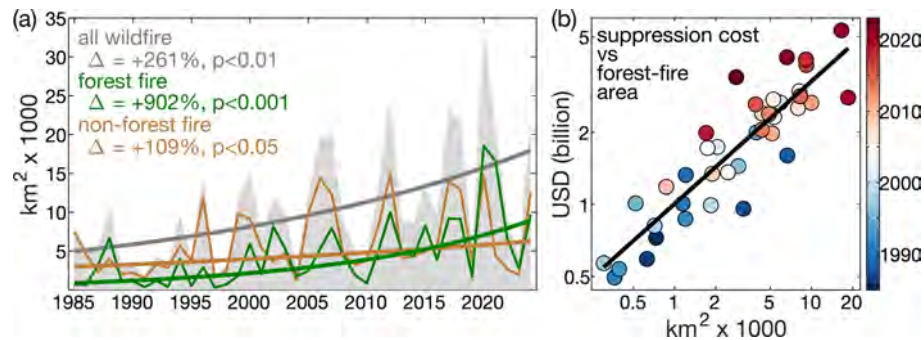 (a)
all wildfire
Δ = +261%, p<0.01
forest fire
Δ = +902%, p<0.001
non-forest fire
Δ = +109%, p<0.05
km² x 1000
35
30
25
20
15
10
5
1985
1990
1995
2000
2005
2010
2015
2020
(b)
suppression cost
vs
forest-fire
area
USD (billion)
5
2
1
0.5
0.5
1
2
5
10
20
km² x 1000
2020
2010
2000
1990